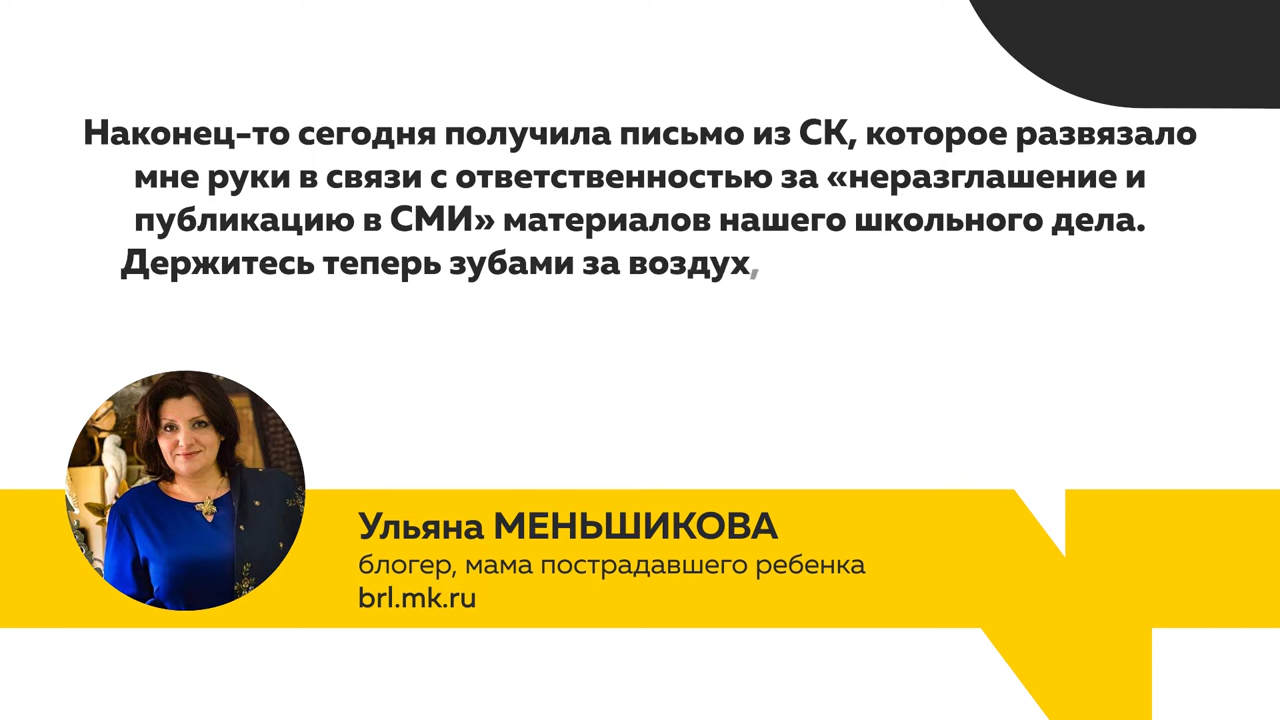 Наконец-то сегодня получила письмо из СК, которое развязало
мне руки в связи с ответственностью за «неразглашение и
публикацию в СМИ» материалов нашего школьного дела.
Держитесь теперь зубами за воздух,
Ульяна МЕНЬШИКОВА
блогер, мама пострадавшего ребенка
brl.mk.ru